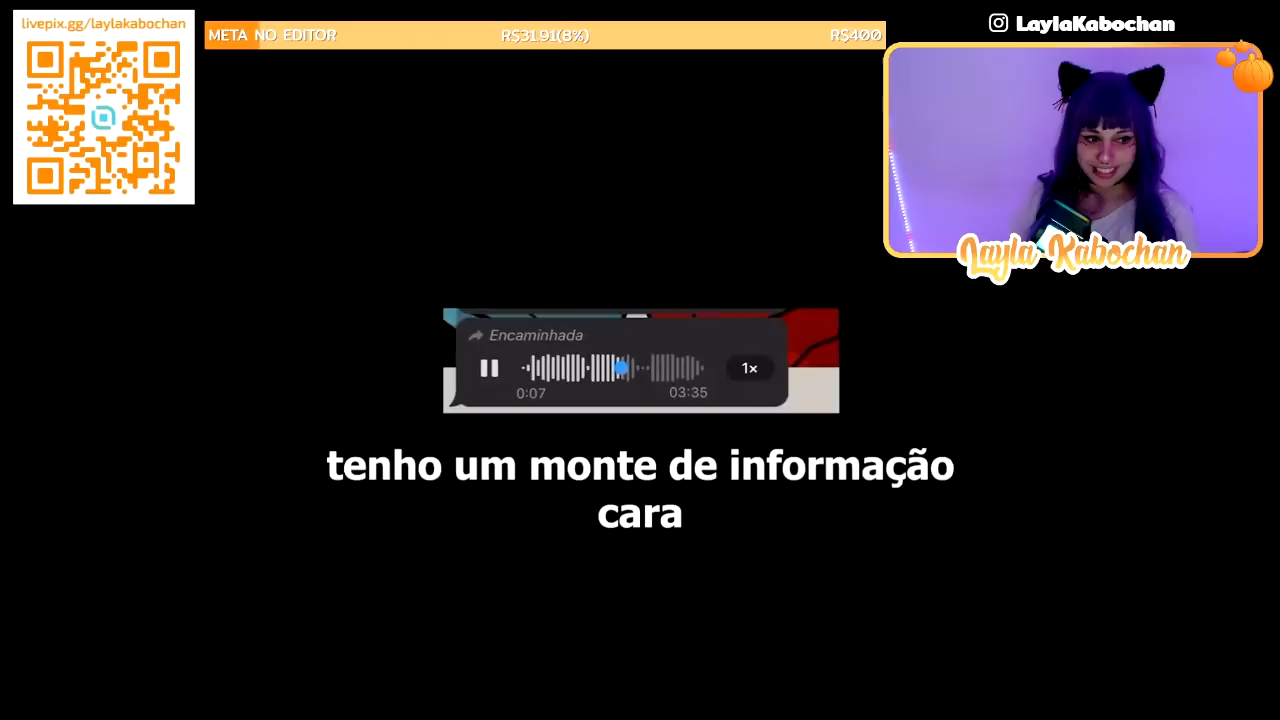 livepix.gg/laylakabochan
META NO EDITOR R$31.91(8%) R$400
LaylaKabochan
Layla Kabochan
Encaminhada
1x
0:07 03:35
tenho um monte de informação
cara